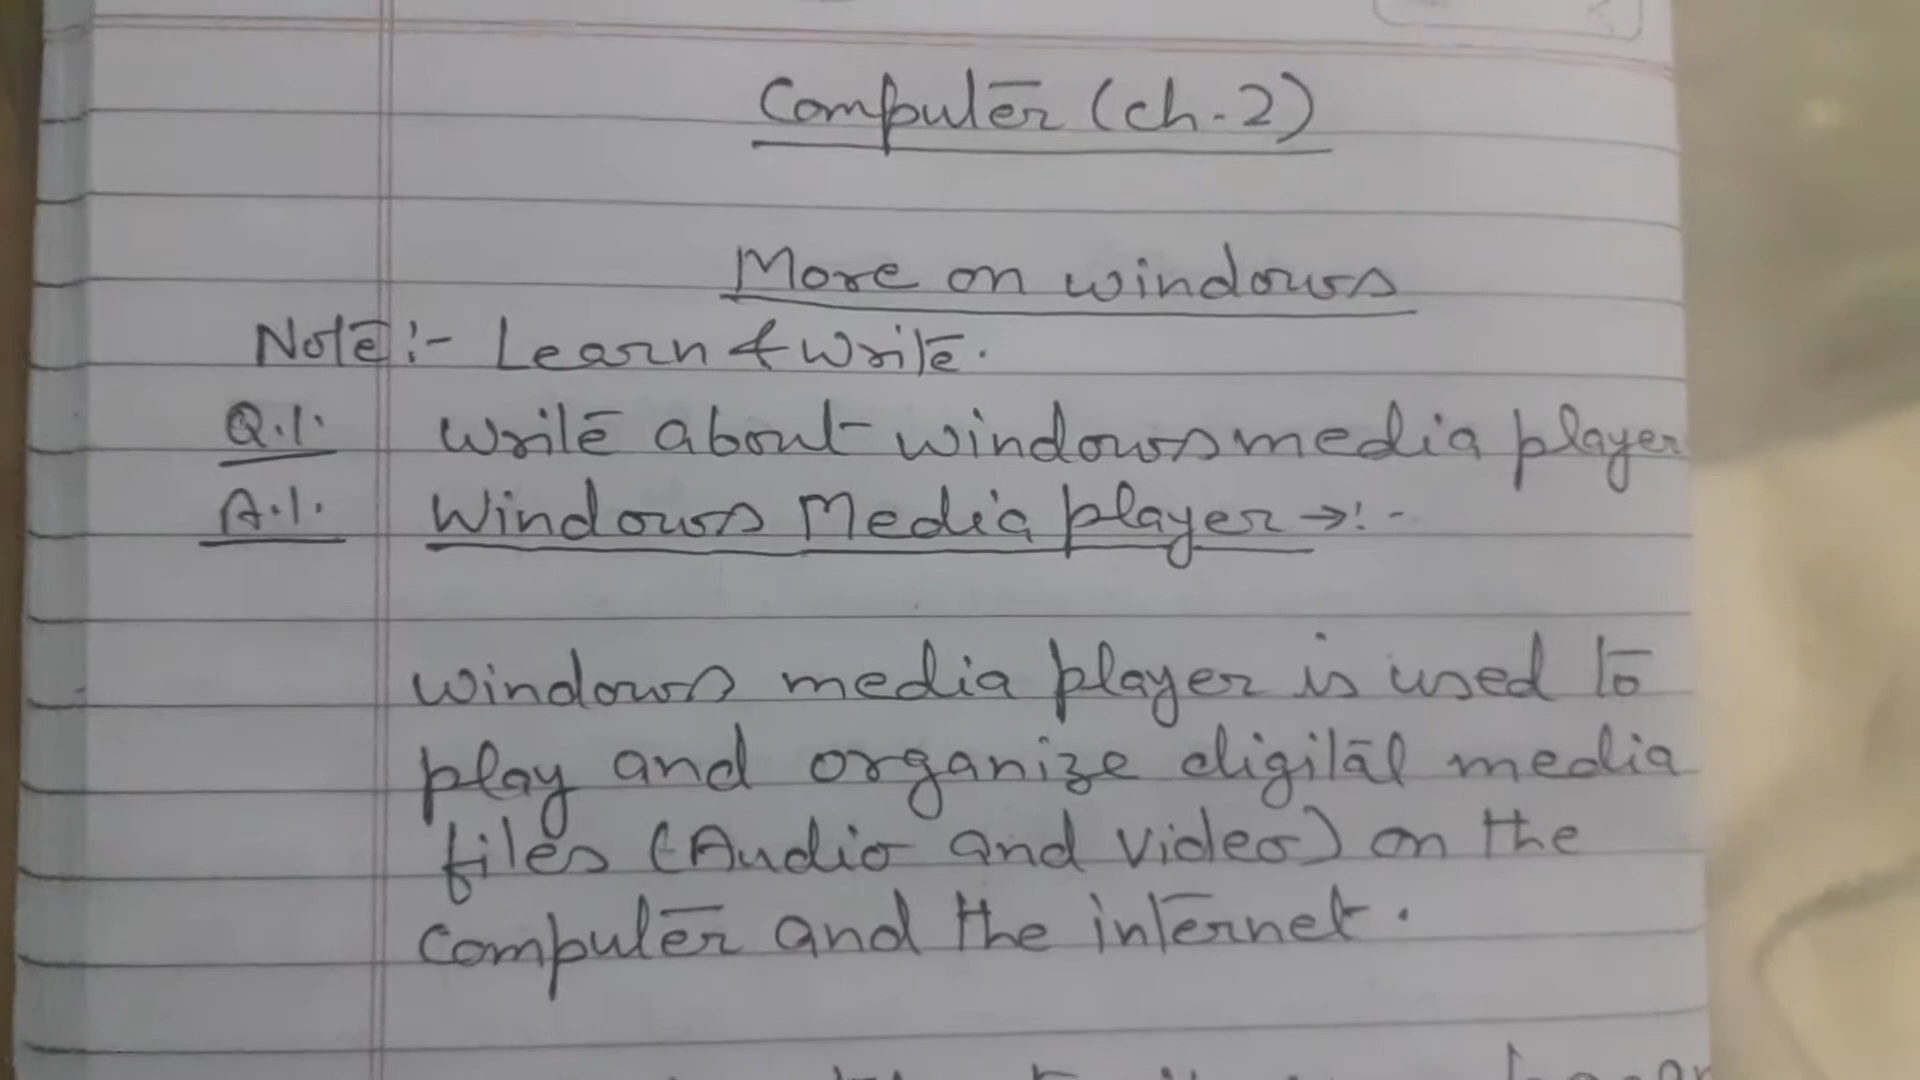 Computer (ch.2)
More on windows
Note:- Learn & write.
Q.1. write about windows media player
A.1. Windows Media player →:-
windows media player is used to
play and organize digital media
files (Audio and video) on the
computer and the internet.